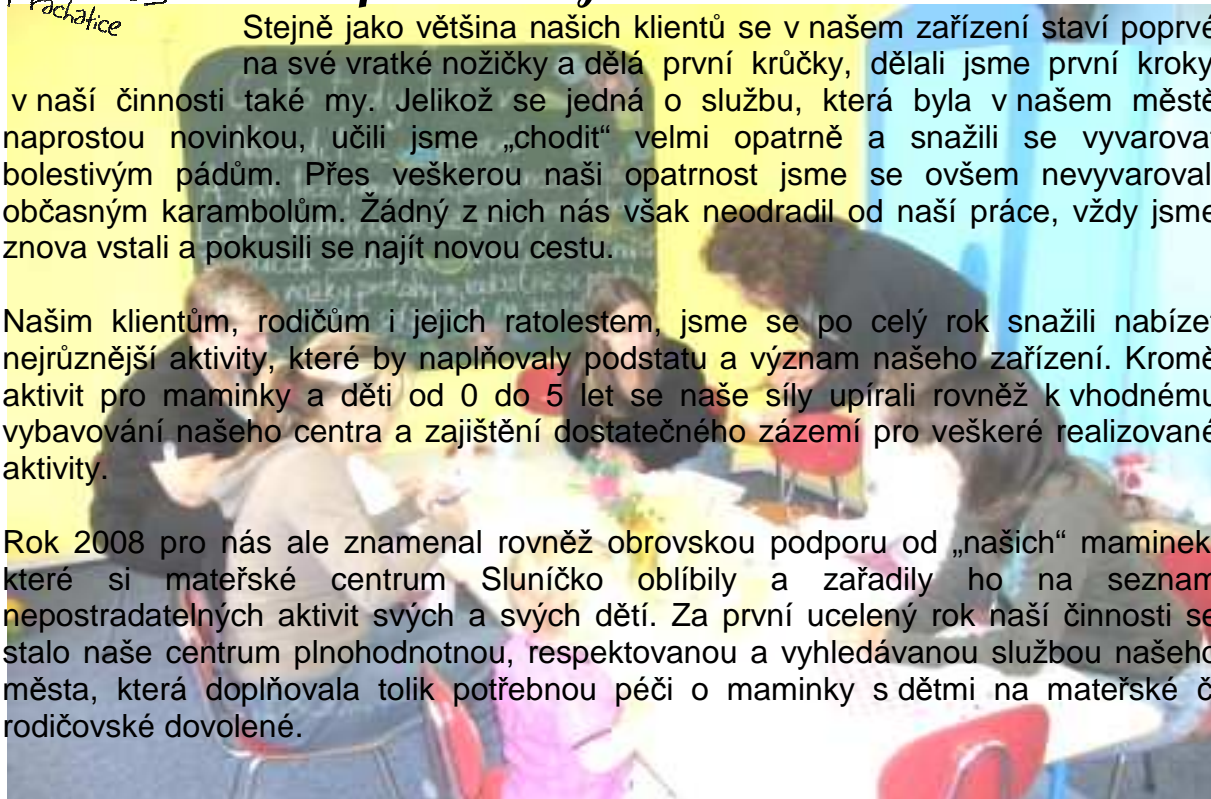 Prachatice
Stejně jako většina našich klientů se v našem zařízení staví poprvé
na své vratké nožičky a dělá první krůčky, dělali jsme první kroky
v naší činnosti také my. Jelikož se jedná o službu, která byla v našem městě
naprostou novinkou, učili jsme „chodit“ velmi opatrně a snažili se vyvarovat
bolestivým pádům. Přes veškerou naši opatrnost jsme se ovšem nevyvaroval
občasným karambolům. Žádný z nich nás však neodradil od naší práce, vždy jsme
znova vstali a pokusili se najít novou cestu.
Našim klientům, rodičům i jejich ratolestem, jsme se po celý rok snažili nabízet
nejrůznější aktivity, které by naplňovaly podstatu a význam našeho zařízení. Kromě
aktivit pro maminky a děti od 0 do 5 let se naše síly upírali rovněž k vhodnému
vybavování našeho centra a zajištění dostatečného zázemí pro veškeré realizované
aktivity.
Rok 2008 pro nás ale znamenal rovněž obrovskou podporu od „našich“ maminek
které si mateřské centrum Sluníčko oblíbily a zařadily ho na seznam
nepostradatelných aktivit svých a svých dětí. Za první ucelený rok naší činnosti se
stalo naše centrum plnohodnotnou, respektovanou a vyhledávanou službou našeho
města, která doplňovala tolik potřebnou péči o maminky s dětmi na mateřské č
rodičovské dovolené.